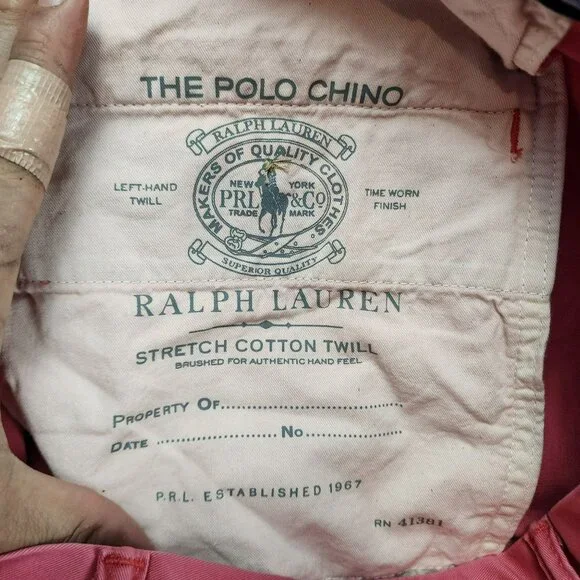 THE POLO CHINO
RALPH LAUREN
MAKERS OF QUALITY CLOTHES
LEFT-HAND
TWILL
NEW YORK
PRL &Co
TRADE MARK
TIME WORN
FINISH
SUPERIOR QUALITY
RALPH LAUREN
STRETCH COTTON TWILL
BRUSHED FOR AUTHENTIC HAND FEEL
PROPERTY OF..............................
DATE .................... No................
P.R.L. ESTABLISHED 1967
RN 41381